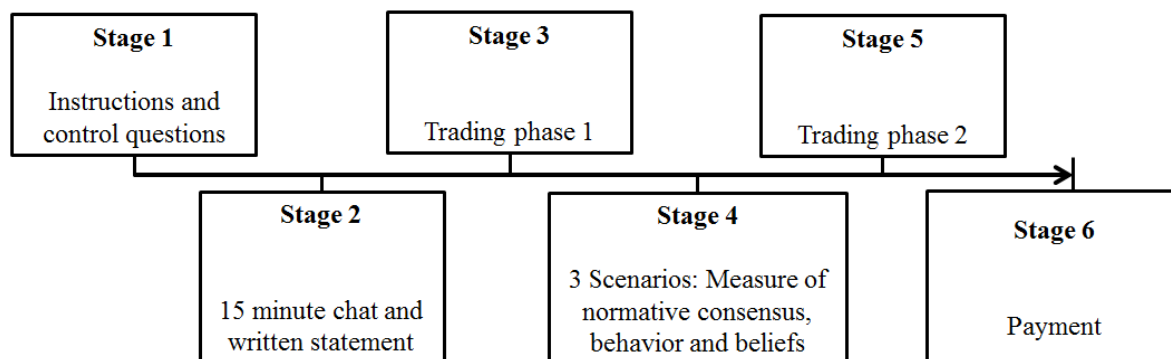 Stage 1
Instructions and
control questions
Stage 2
15 minute chat and
written statement
Stage 3
Trading phase 1
Stage 4
3 Scenarios: Measure of
normative consensus,
behavior and beliefs
Stage 5
Trading phase 2
Stage 6
Payment